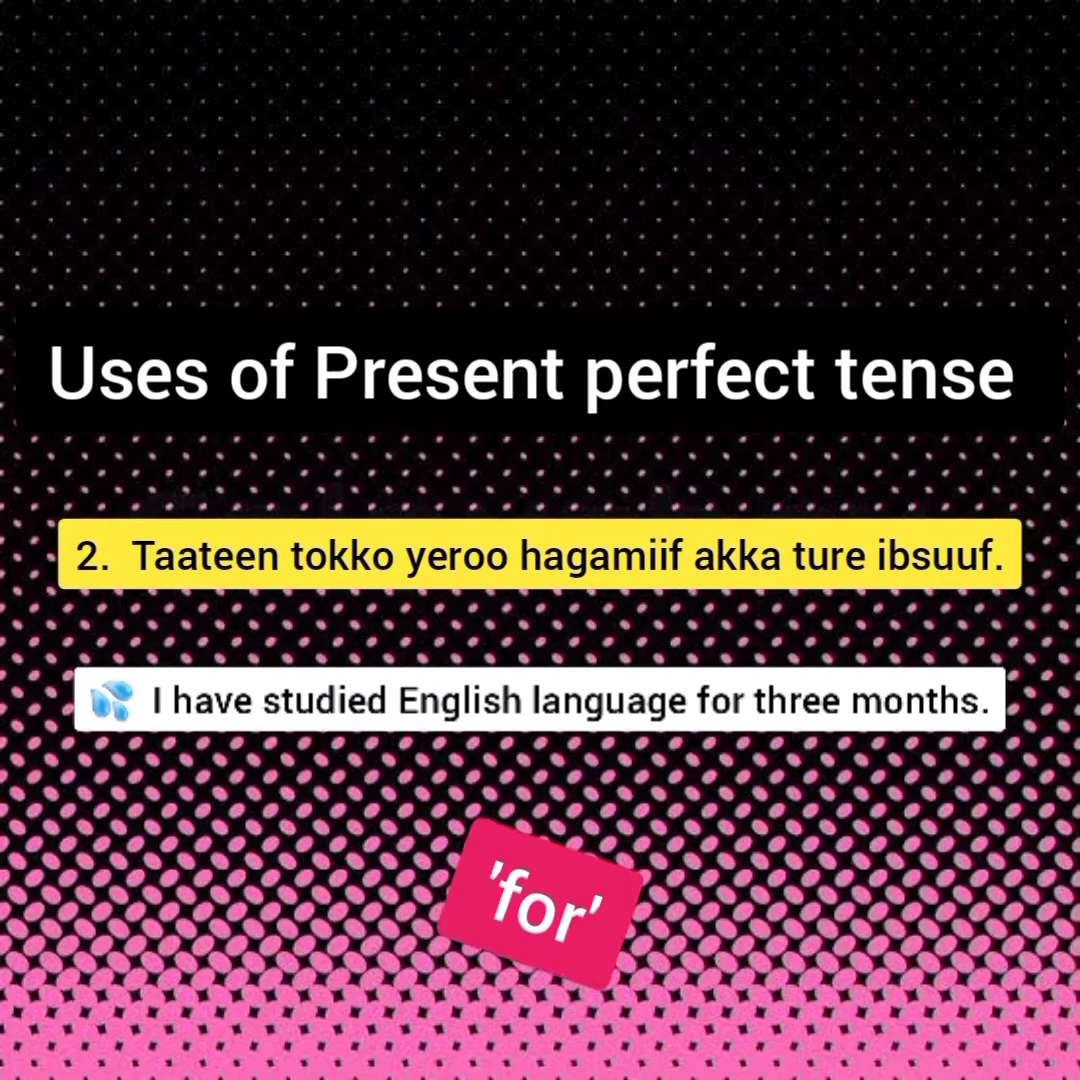 Uses of Present perfect tense
2. Taateen tokko yeroo hagamiif akka ture ibsuuf.
💦 I have studied English language for three months.
'for'